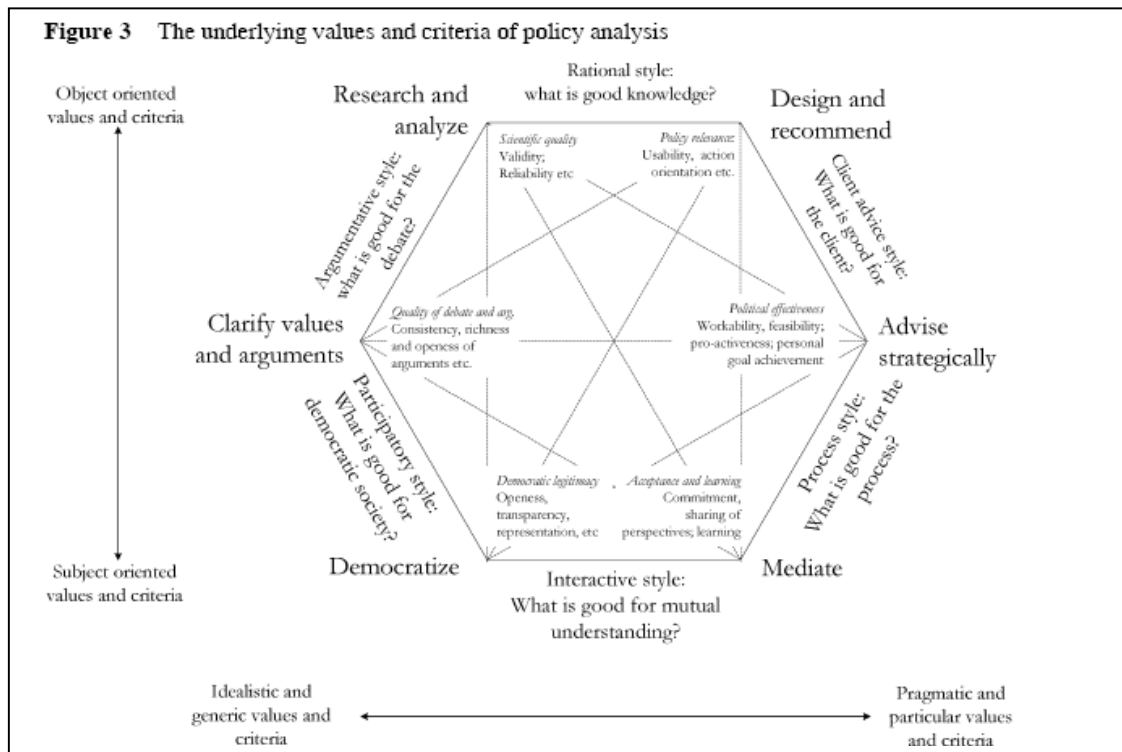 Figure 3 The underlying values and criteria of policy analysis
Rational style:
what is good knowledge?
Object oriented
values and criteria
Research and
analyze
Design and
recommend
Scientific quality
Validity;
Reliability etc
Policy relevance
Usability, action
orientation etc.
Argumentative style:
what is good for the
debate?
Client advice style:
What is good for
the client?
Clarify values
and arguments
Quality of debate and arg.
Consistency, richness
and openess of
arguments etc.
Political effectiveness
Workability, feasibility;
pro-activeness; personal
goal achievement
Advise
strategically
Participatory style:
What is good for
democratic society?
Process style:
What is good for the
process?
Democratic legitimacy
Openess,
transparency,
representation, etc
Acceptance and learning
Commitment,
sharing of
perspectives; learning
Subject oriented
values and criteria
Democratize
Mediate
Interactive style:
What is good for mutual
understanding?
Idealistic and
generic values and
criteria
Pragmatic and
particular values
and criteria